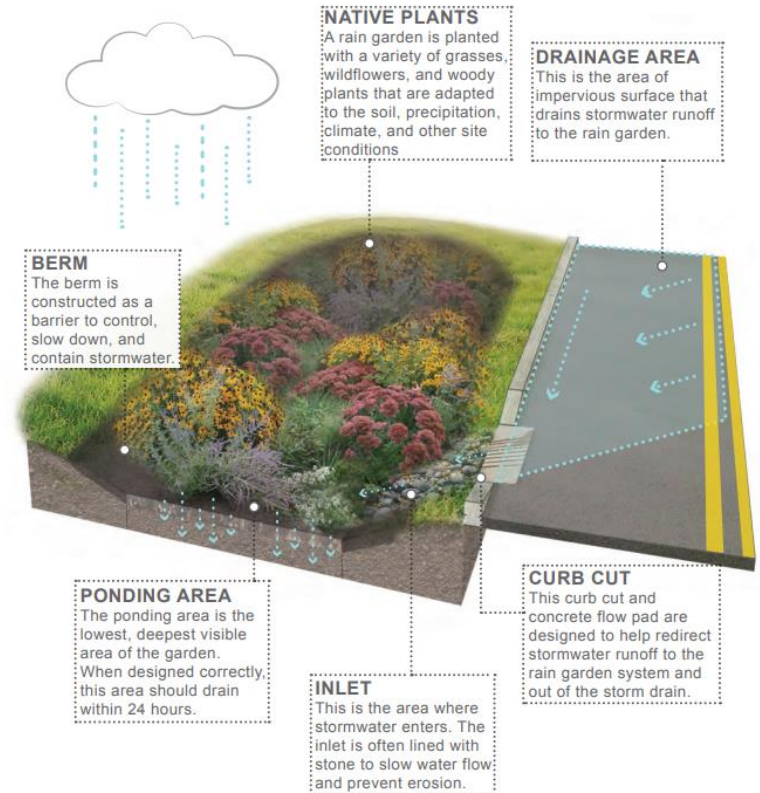 NATIVE PLANTS
A rain garden is planted
with a variety of grasses,
wildflowers, and woody
plants that are adapted
to the soil, precipitation,
climate, and other site
conditions
DRAINAGE AREA
This is the area of
impervious surface that
drains stormwater runoff
to the rain garden.
BERM
The berm is
constructed as a
barrier to control,
slow down, and
contain stormwater.
PONDING AREA
The ponding area is the
lowest, deepest visible
area of the garden.
When designed correctly,
this area should drain
within 24 hours.
INLET
This is the area where
stormwater enters. The
inlet is often lined with
stone to slow water flow
and prevent erosion.
CURB CUT
This curb cut and
concrete flow pad are
designed to help redirect
stormwater runoff to the
rain garden system and
out of the storm drain.